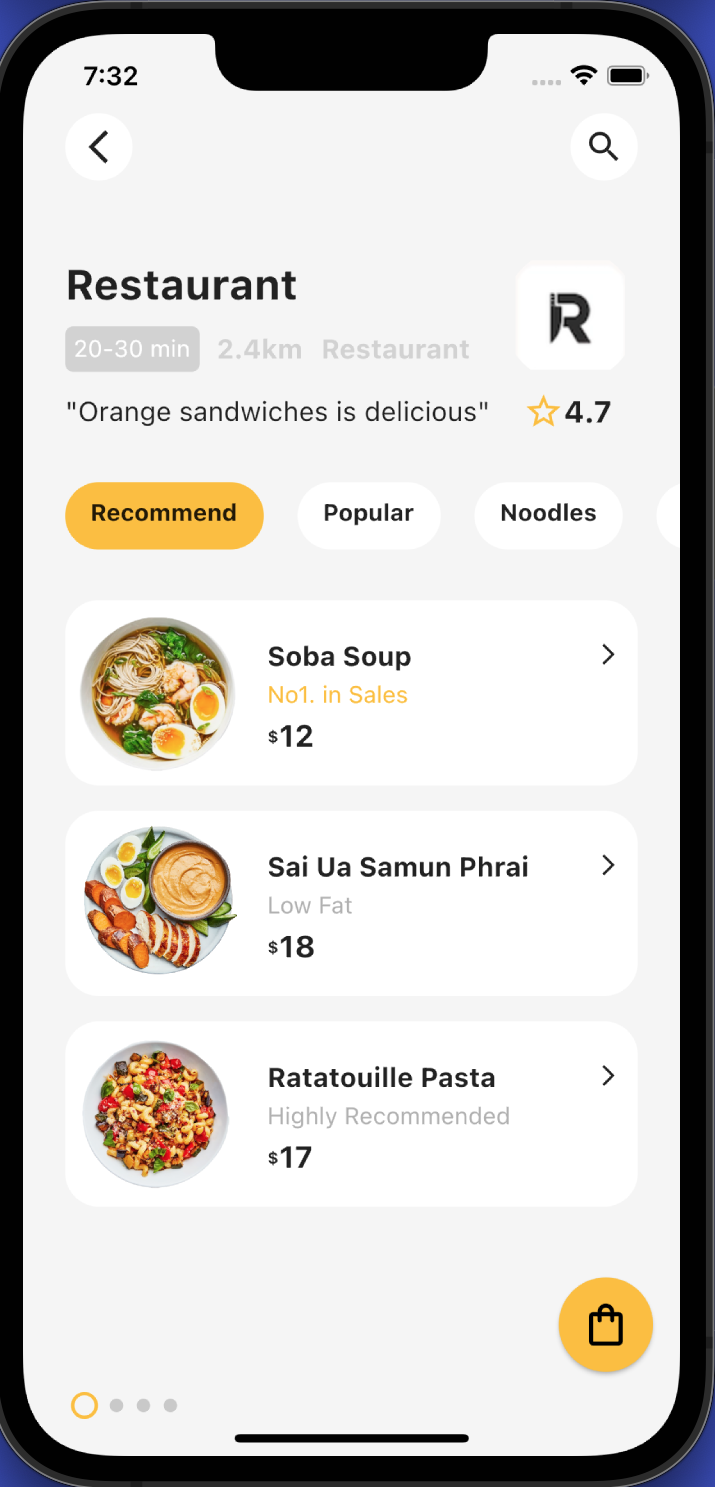 7:32
Restaurant
R
20-30 min 2.4km Restaurant
"Orange sandwiches is delicious" 4.7
Recommend Popular Noodles
Soba Soup
No1. in Sales
$12
Sai Ua Samun Phrai
Low Fat
$18
Ratatouille Pasta
Highly Recommended
$17